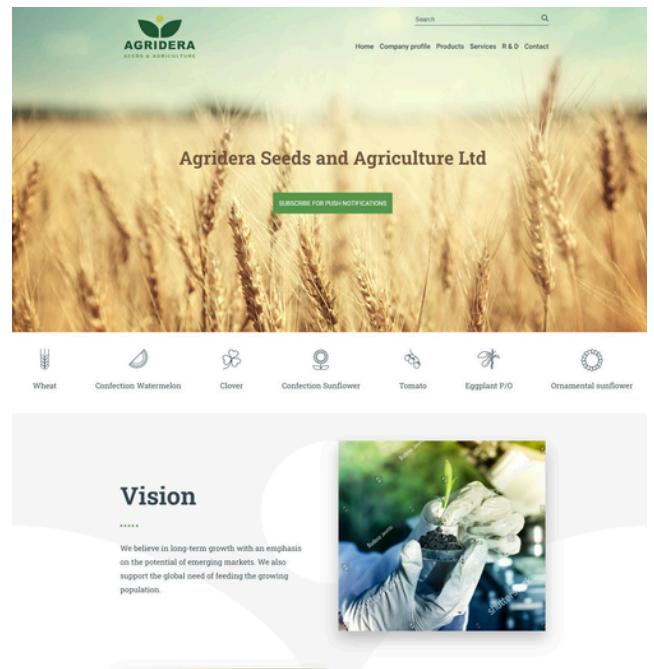 AGRIDERA
SEEDS & AGRICULTURE
Search
Home Company profile Products Services R & D Contact
Agridera Seeds and Agriculture Ltd
SUBSCRIBE FOR PUSH NOTIFICATIONS
Wheat
Confection Watermelon
Clover
Confection Sunflower
Tomato
Eggplant P/O
Ornamental sunflower
Vision
We believe in long-term growth with an emphasis
on the potential of emerging markets. We also
support the global need of feeding the growing
population.